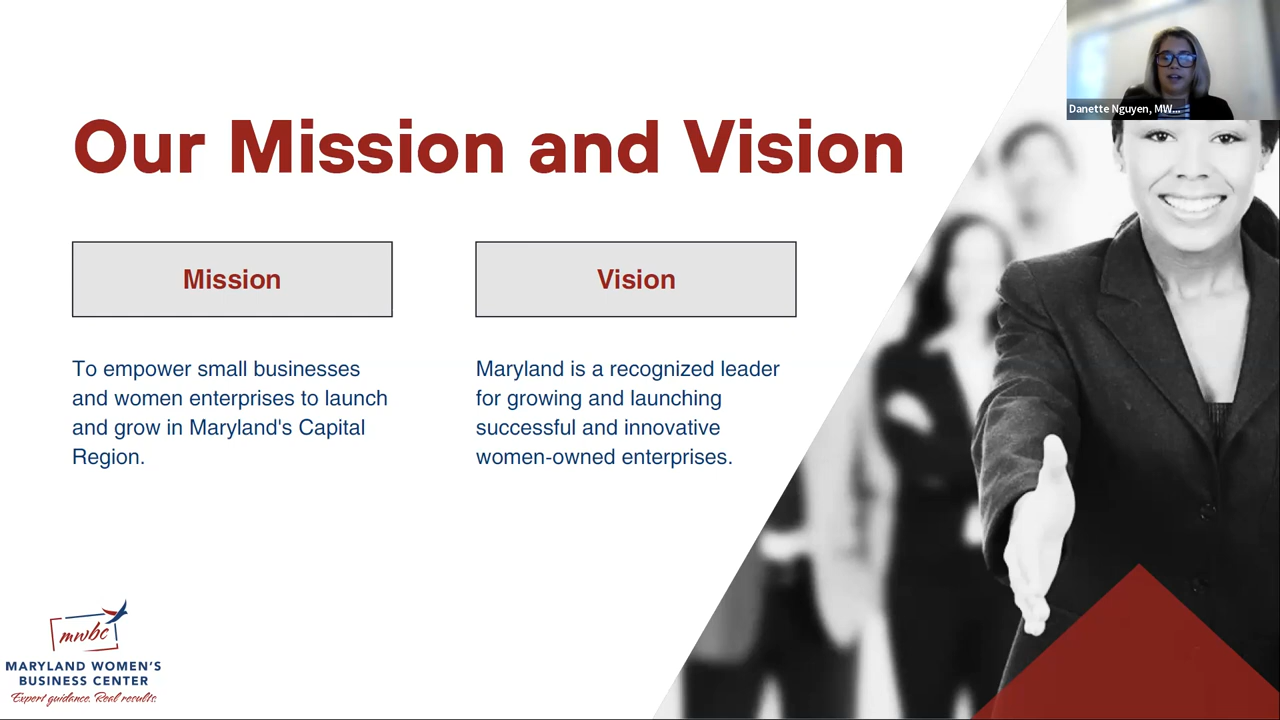 Danette Nguyen, MW...
Our Mission and Vision
Mission
To empower small businesses
and women enterprises to launch
and grow in Maryland's Capital
Region.
Vision
Maryland is a recognized leader
for growing and launching
successful and innovative
women-owned enterprises.
mwbc
MARYLAND WOMEN'S
BUSINESS CENTER
Expert guidance. Real results.